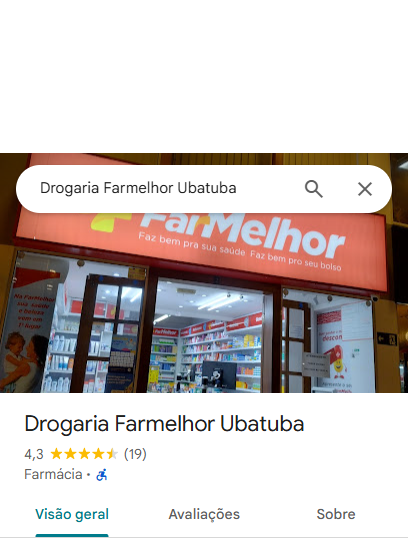 Drogaria Farmelhor Ubatuba
FarMelhor
Faz bem pra sua saúde Faz bem pro seu bolso
FarMelhor
Drogaria Farmelhor Ubatuba
4,3 (19)
Farmácia ·
Visão geral Avaliações Sobre